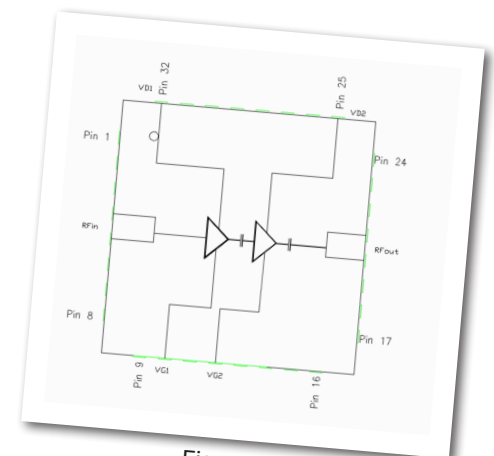 Pin 32
VD1
Pin 25
VD2
Pin 1
Pin 24
RFin
RFout
Pin 8
Pin 17
Pin 9
VG1
VG2
Pin 16